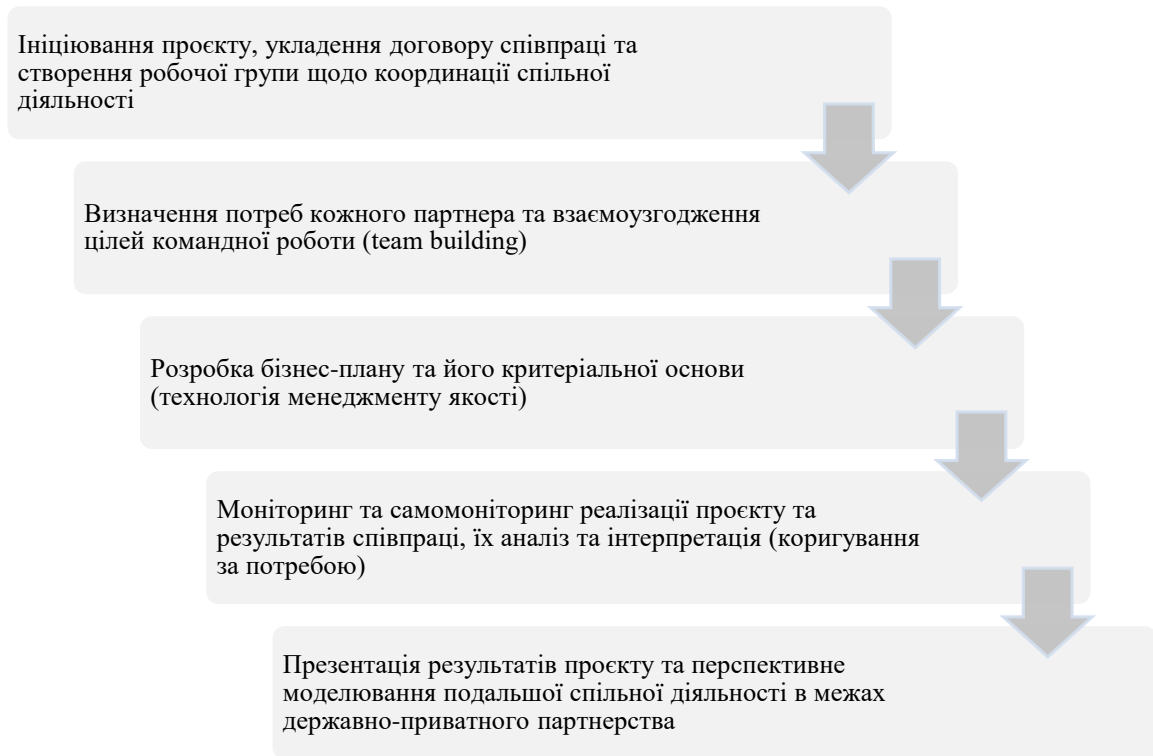 Ініціювання проєкту, укладення договору співпраці та
створення робочої групи щодо координації спільної
діяльності
Визначення потреб кожного партнера та взаємоузгодження
цілей командної роботи (team building)
Розробка бізнес-плану та його критеріальної основи
(технологія менеджменту якості)
Моніторинг та самомоніторинг реалізації проєкту та
результатів співпраці, їх аналіз та інтерпретація (коригування
за потребою)
Презентація результатів проєкту та перспективне
моделювання подальшої спільної діяльності в межах
державно-приватного партнерства